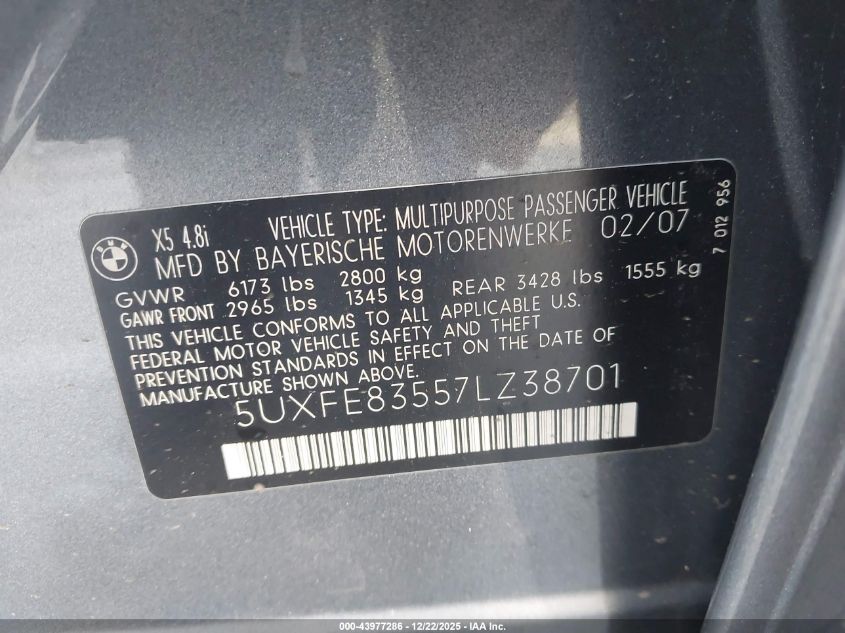 BMW
X5 4.8i VEHICLE TYPE: MULTIPURPOSE PASSENGER VEHICLE
MFD BY BAYERISCHE MOTORENWERKE 02/07
GVWR 6173 lbs 2800 kg
GAWR FRONT 2965 lbs 1345 kg REAR 3428 lbs 1555 kg
THIS VEHICLE CONFORMS TO ALL APPLICABLE U.S.
FEDERAL MOTOR VEHICLE SAFETY AND THEFT
PREVENTION STANDARDS IN EFFECT ON THE DATE OF
MANUFACTURE SHOWN ABOVE.
5UXFE83557LZ38701
7 012 956
000-43977286 - 12/22/2025 - IAA Inc.